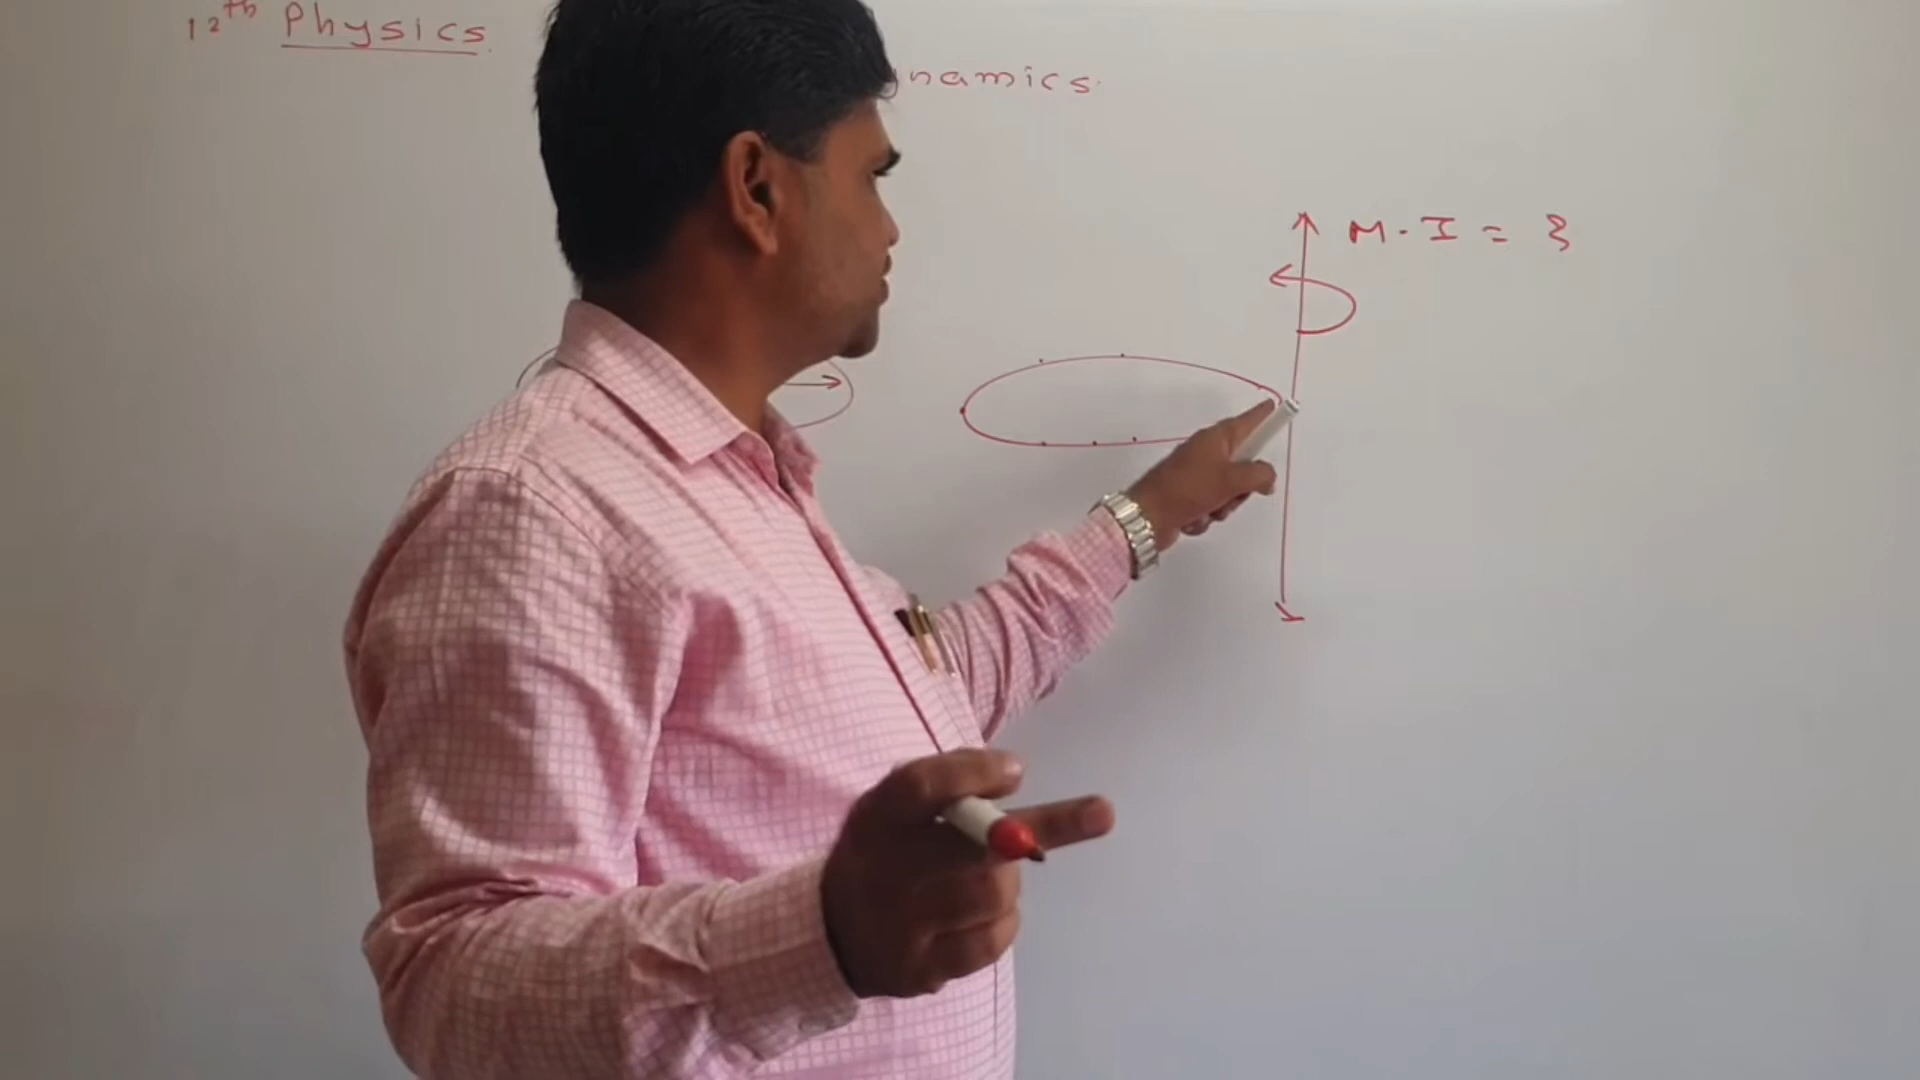 12th Physics.
namics.
M.I = ?